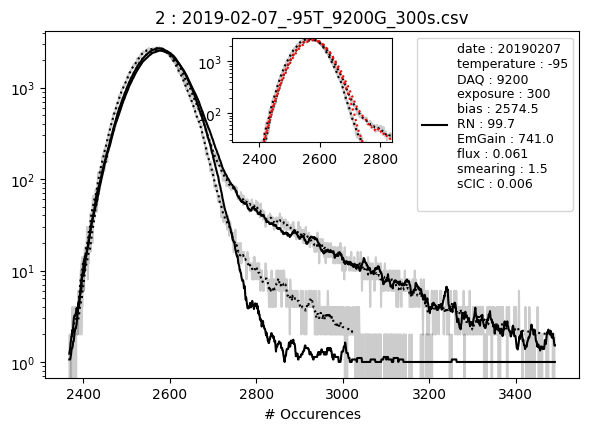 2 : 2019-02-07_-95T_9200G_300s.csv
10³
10²
10¹
10⁰
10³
10²
2400 2600 2800
date : 20190207
temperature : -95
DAQ : 9200
exposure : 300
bias : 2574.5
RN : 99.7
EmGain : 741.0
flux : 0.061
smearing : 1.5
sCIC : 0.006
2400 2600 2800 3000 3200 3400
# Occurences